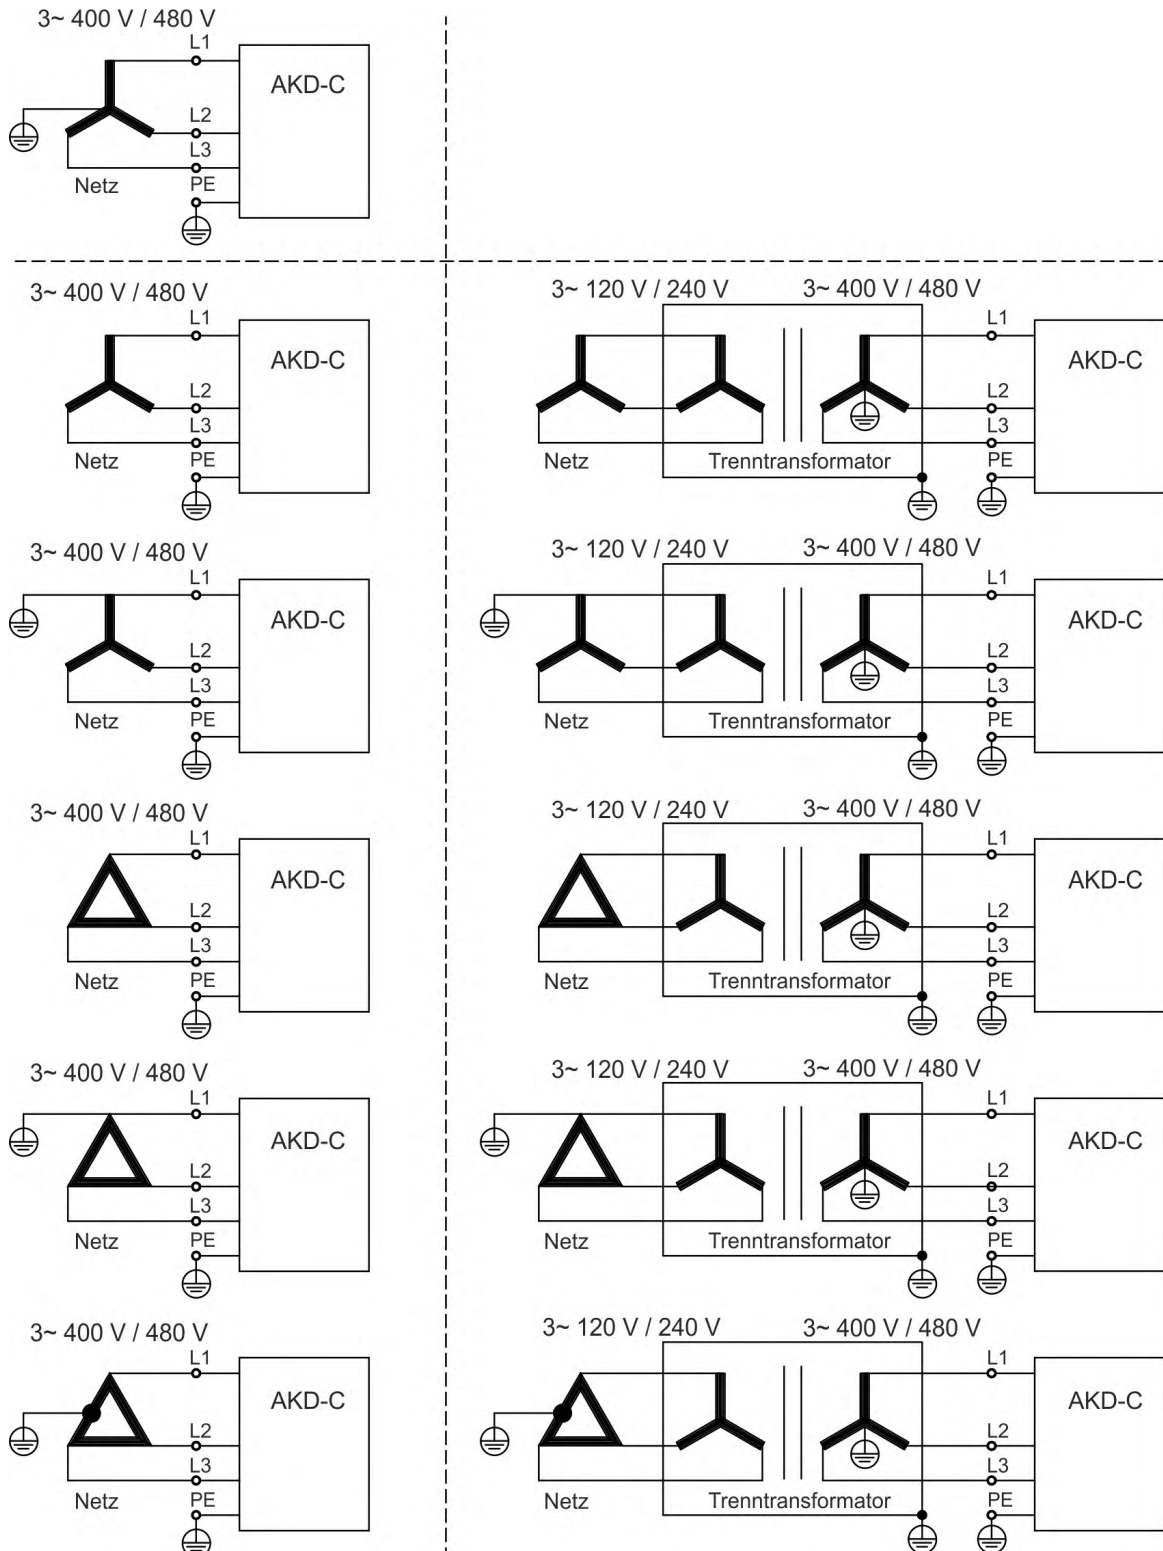 3~ 400 V / 480 V
L1
AKD-C
L2
L3
Netz
PE
3~ 400 V / 480 V
L1
AKD-C
L2
L3
Netz
PE
3~ 120 V / 240 V
3~ 400 V / 480 V
L1
AKD-C
L2
L3
Netz
Trenntransformator
PE
3~ 400 V / 480 V
L1
AKD-C
L2
L3
Netz
PE
3~ 120 V / 240 V
3~ 400 V / 480 V
L1
AKD-C
L2
L3
Netz
Trenntransformator
PE
3~ 400 V / 480 V
L1
AKD-C
L2
L3
Netz
PE
3~ 120 V / 240 V
3~ 400 V / 480 V
L1
AKD-C
L2
L3
Netz
Trenntransformator
PE
3~ 400 V / 480 V
L1
AKD-C
L2
L3
Netz
PE
3~ 120 V / 240 V
3~ 400 V / 480 V
L1
AKD-C
L2
L3
Netz
Trenntransformator
PE
3~ 400 V / 480 V
L1
AKD-C
L2
L3
Netz
PE
3~ 120 V / 240 V
3~ 400 V / 480 V
L1
AKD-C
L2
L3
Netz
Trenntransformator
PE